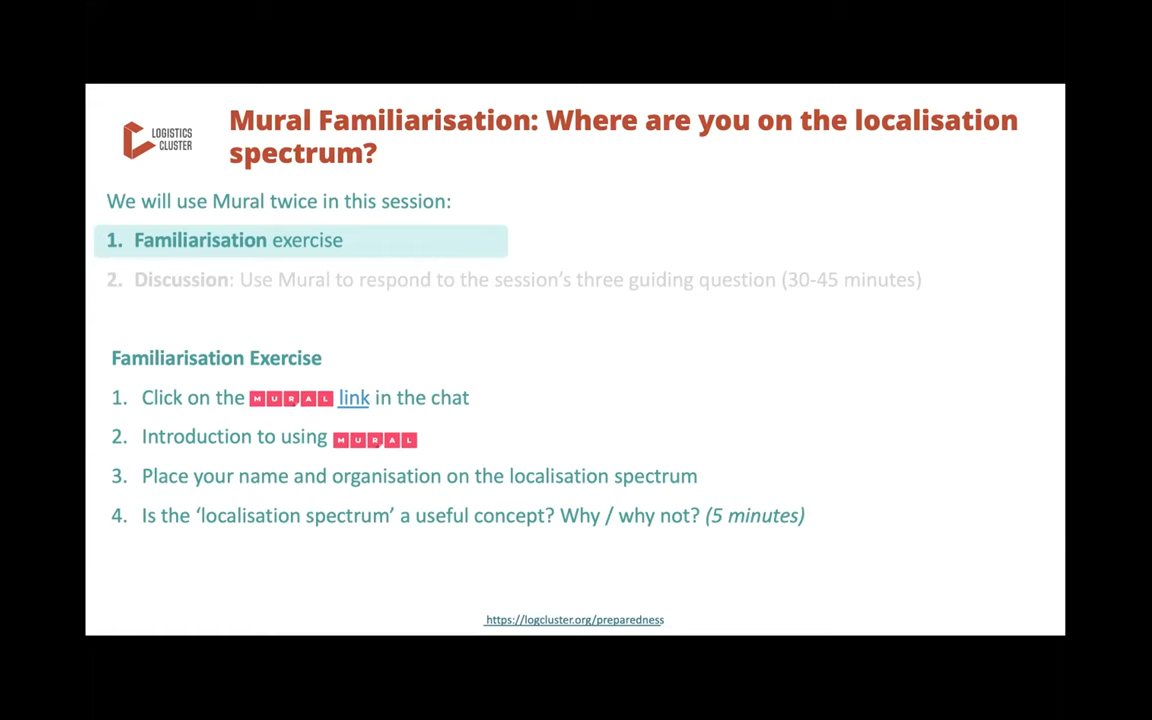 LOGISTICS
CLUSTER
Mural Familiarisation: Where are you on the localisation
spectrum?
We will use Mural twice in this session:
1. Familiarisation exercise
2. Discussion: Use Mural to respond to the session's three guiding question (30-45 minutes)
Familiarisation Exercise
1. Click on the MURAL link in the chat
2. Introduction to using MURAL
3. Place your name and organisation on the localisation spectrum
4. Is the 'localisation spectrum' a useful concept? Why / why not? (5 minutes)
https://logcluster.org/preparedness